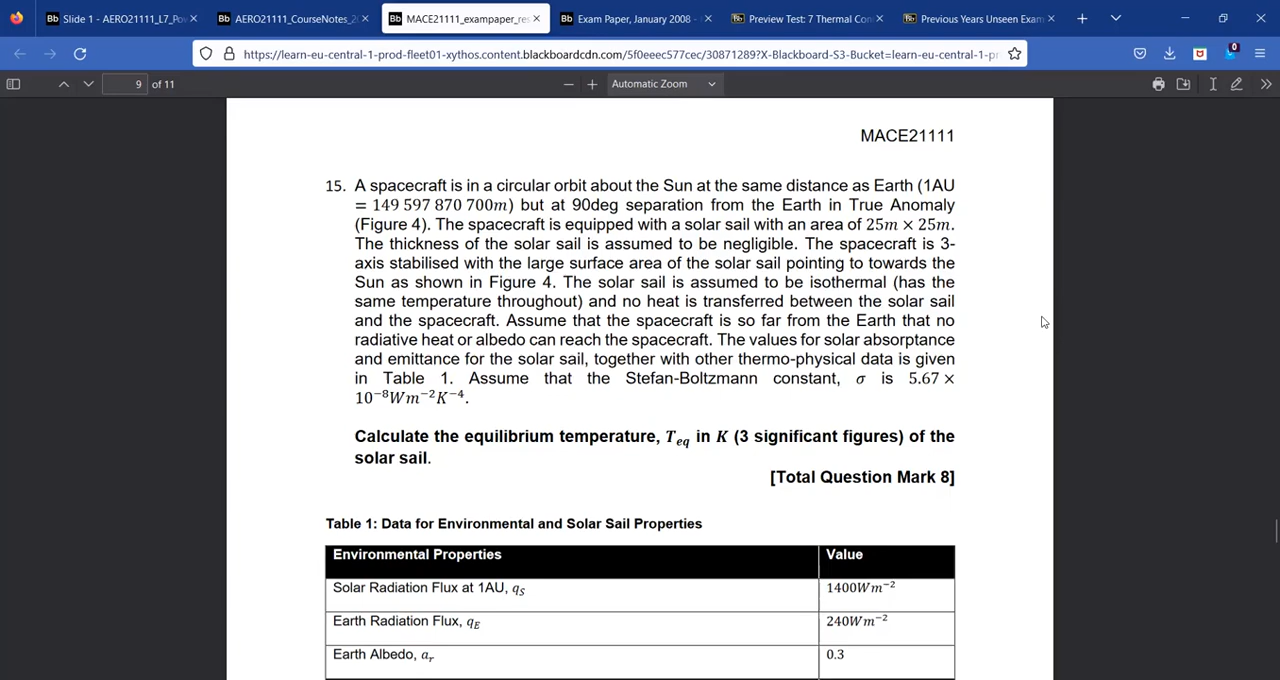 Slide 1 - AERO21111_L7_Po
AERO21111_CourseNotes_2
MACE21111_exampaper_res
Exam Paper, January 2008 -
Preview Test: 7 Thermal Con
Previous Years Unseen Exam
https://learn-eu-central-1-prod-fleet01-xythos.content.blackboardcdn.com/5f0eeec577cec/30871289?X-Blackboard-S3-Bucket=learn-eu-central-1-pr
0
9 of 11
Automatic Zoom
MACE21111
15. A spacecraft is in a circular orbit about the Sun at the same distance as Earth (1AU
= 149 597 870 700m) but at 90deg separation from the Earth in True Anomaly
(Figure 4). The spacecraft is equipped with a solar sail with an area of 25m × 25m.
The thickness of the solar sail is assumed to be negligible. The spacecraft is 3-
axis stabilised with the large surface area of the solar sail pointing to towards the
Sun as shown in Figure 4. The solar sail is assumed to be isothermal (has the
same temperature throughout) and no heat is transferred between the solar sail
and the spacecraft. Assume that the spacecraft is so far from the Earth that no
radiative heat or albedo can reach the spacecraft. The values for solar absorptance
and emittance for the solar sail, together with other thermo-physical data is given
in Table 1. Assume that the Stefan-Boltzmann constant, σ is 5.67 ×
10⁻⁸Wm⁻²K⁻⁴.
Calculate the equilibrium temperature, T_eq in K (3 significant figures) of the
solar sail.
[Total Question Mark 8]
Table 1: Data for Environmental and Solar Sail Properties
Environmental Properties Value
Solar Radiation Flux at 1AU, q_S 1400Wm⁻²
Earth Radiation Flux, q_E 240Wm⁻²
Earth Albedo, a_r 0.3